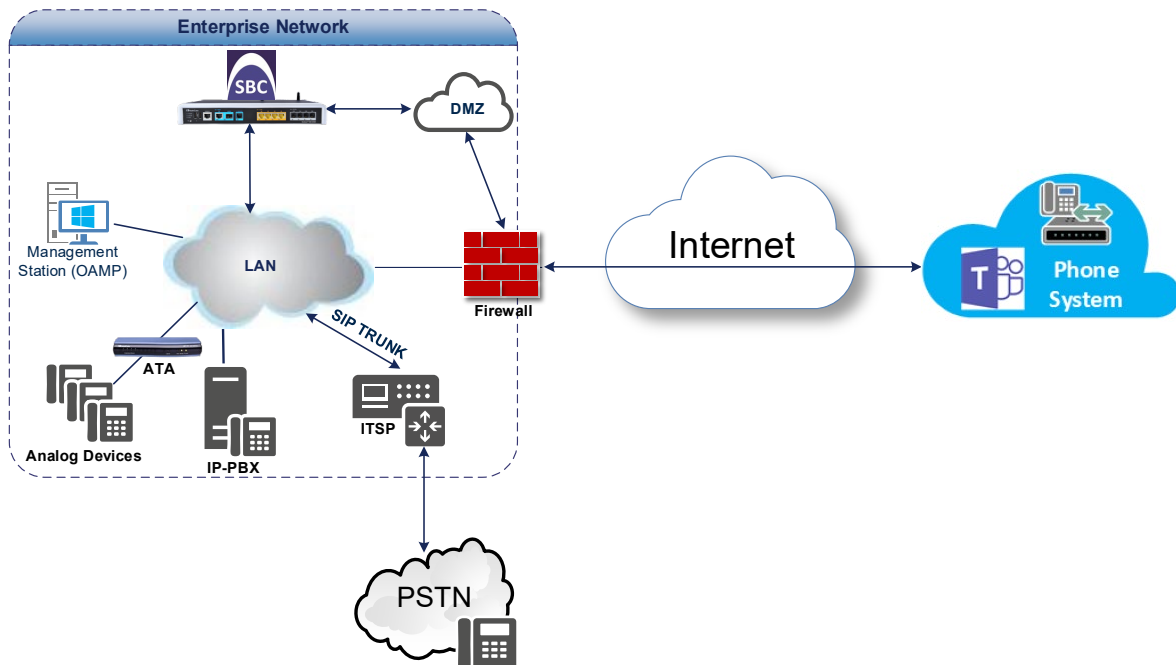 Enterprise Network
SBC
DMZ
Management
Station (OAMP)
LAN
Internet
Firewall
T
Phone
System
SIP TRUNK
ATA
Analog Devices
IP-PBX
ITSP
PSTN